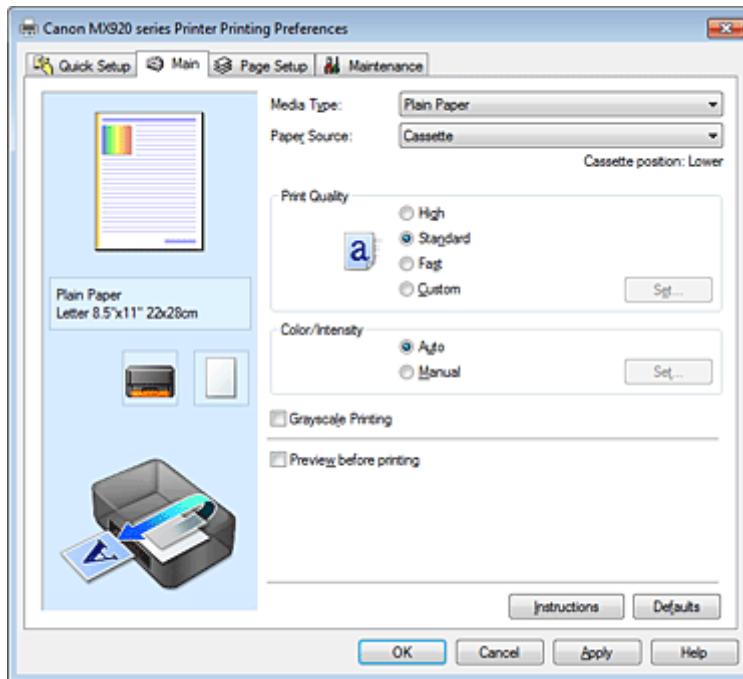 Canon MX920 series Printer Printing Preferences
Quick Setup Main Page Setup Maintenance
Media Type: Plain Paper
Paper Source: Cassette
Cassette position: Lower
Print Quality
High
a Standard
Fast
Custom Set...
Plain Paper
Letter 8.5"x11" 22x28cm
Color/Intensity
Auto
Manual Set...
Grayscale Printing
Preview before printing
A
Instructions Defaults
OK Cancel Apply Help